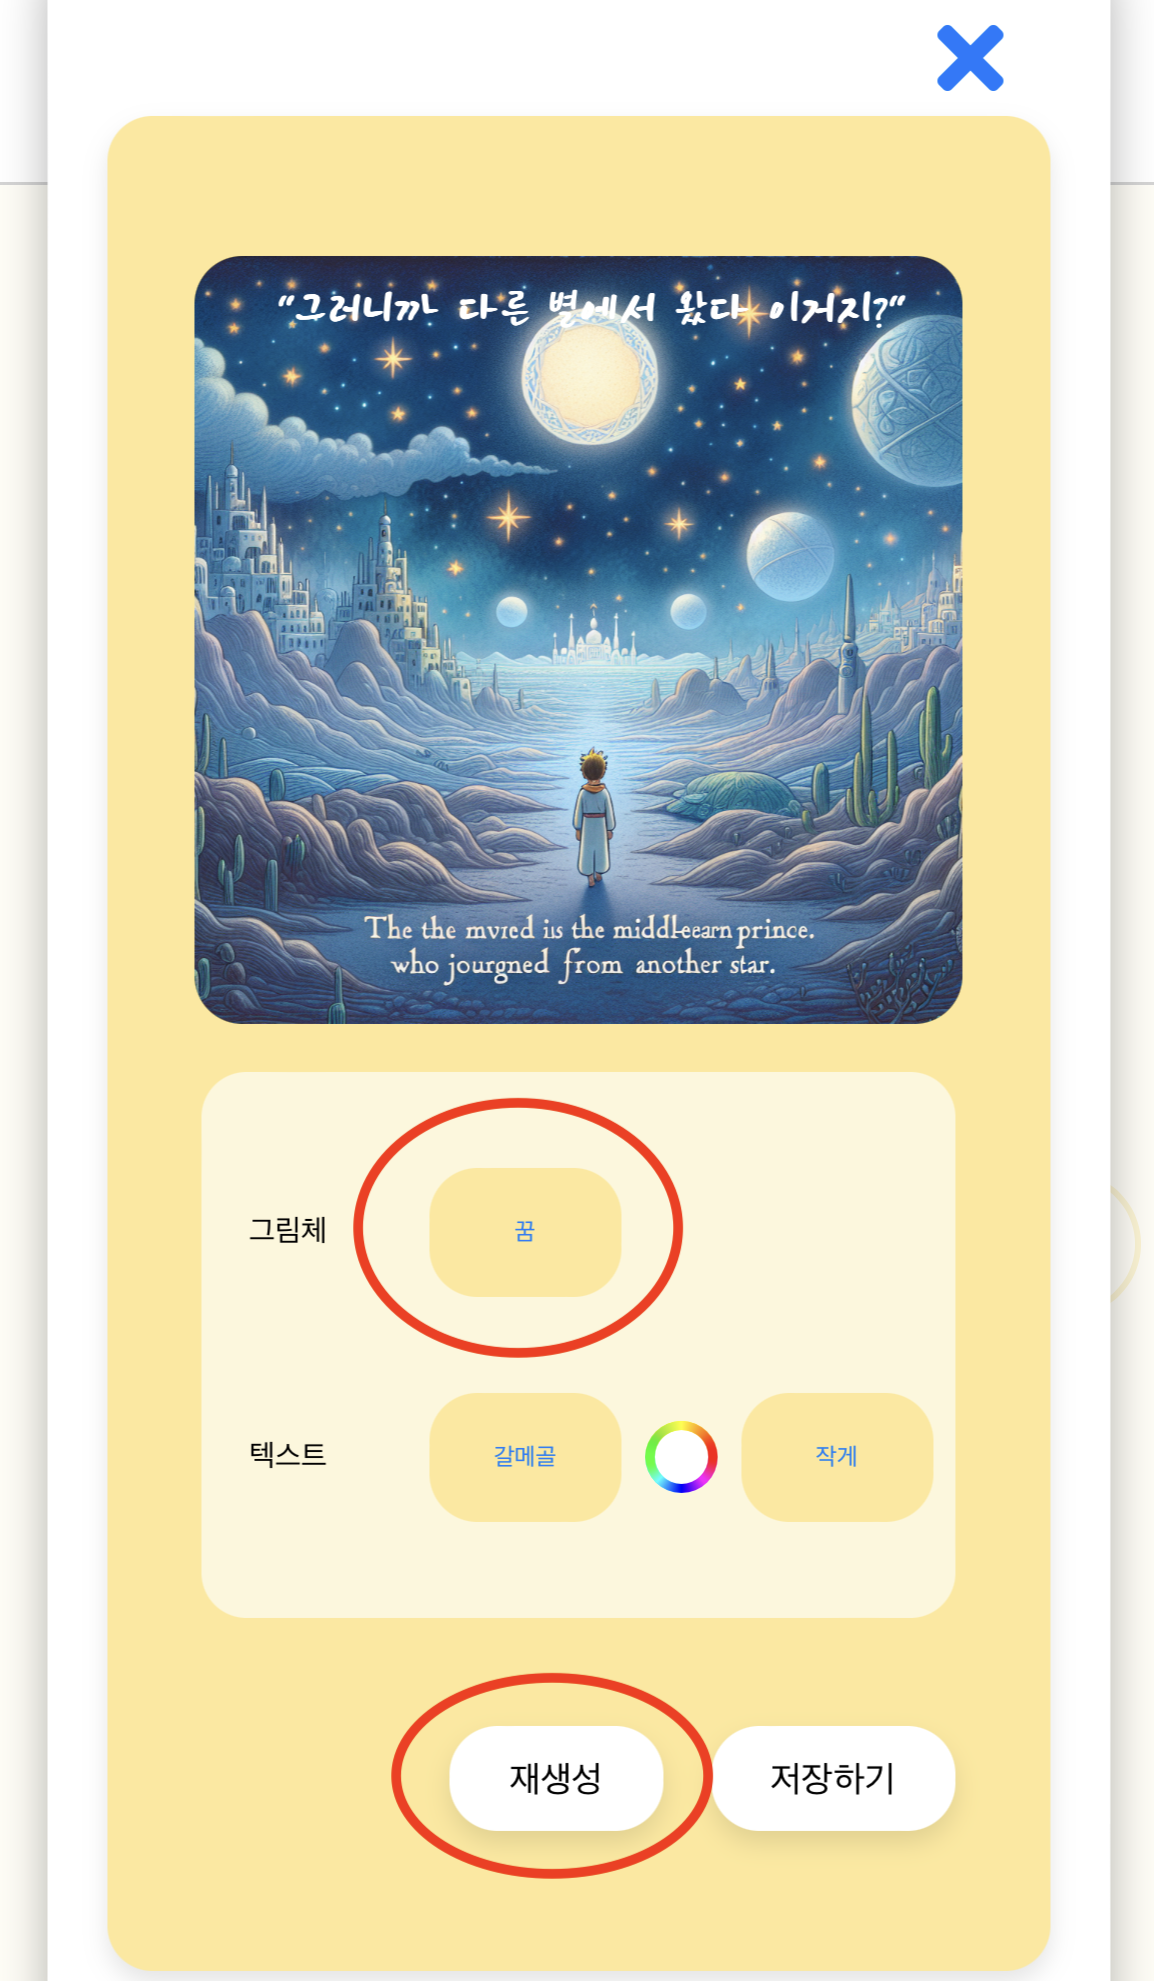 “그러니까 다른 별에서 왔다 이거지?”
The the mvred is the middleearn prince.
who jourgned from another star.
그림체 꿈
텍스트 갈메골 작게
재생성 저장하기